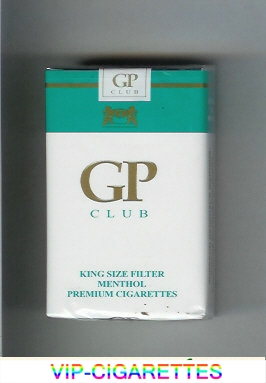 GP
CLUB
GP
CLUB
KING SIZE FILTER
MENTHOL
PREMIUM CIGARETTES
VIP-CIGARETTES